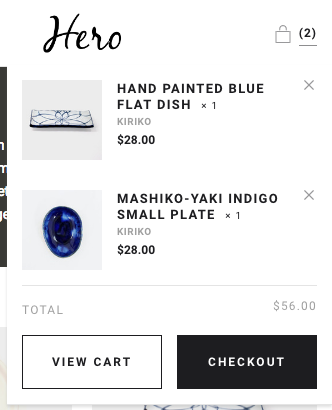 Hero
(2)
HAND PAINTED BLUE
FLAT DISH × 1
KIRIKO
$28.00
MASHIKO-YAKI INDIGO
SMALL PLATE × 1
KIRIKO
$28.00
TOTAL
$56.00
VIEW CART
CHECKOUT